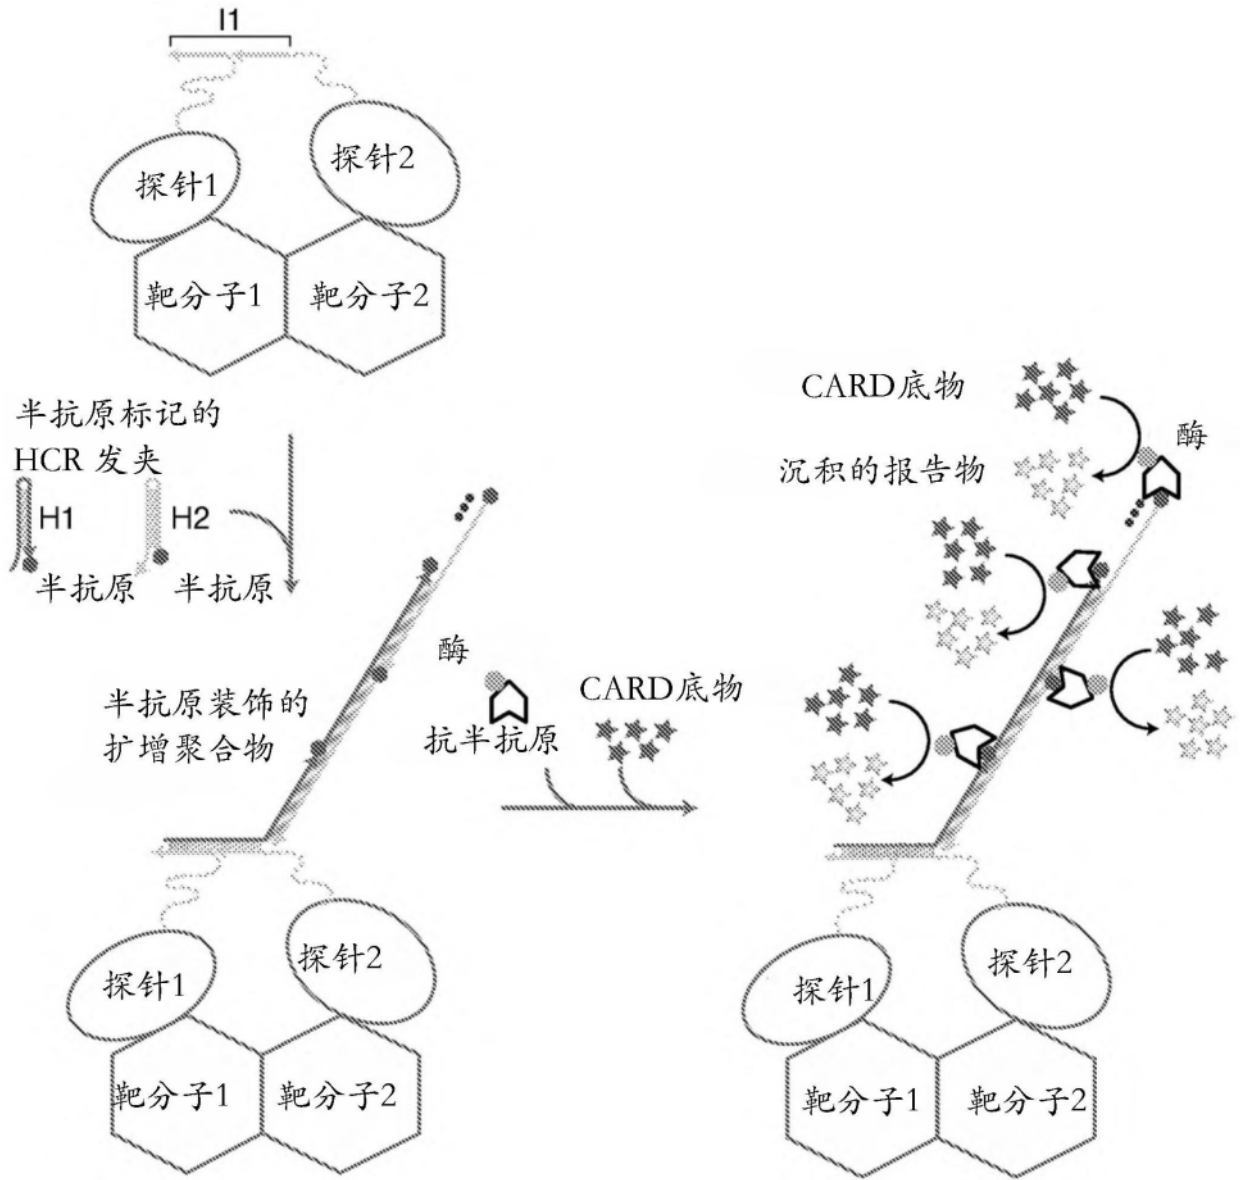 I1
探针1
探针2
靶分子1
靶分子2
半抗原标记的
HCR 发夹
H1
H2
半抗原
半抗原
半抗原装饰的
扩增聚合物
酶
抗半抗原
CARD底物
CARD底物
沉积的报告物
酶
探针1
探针2
靶分子1
靶分子2
探针1
探针2
靶分子1
靶分子2